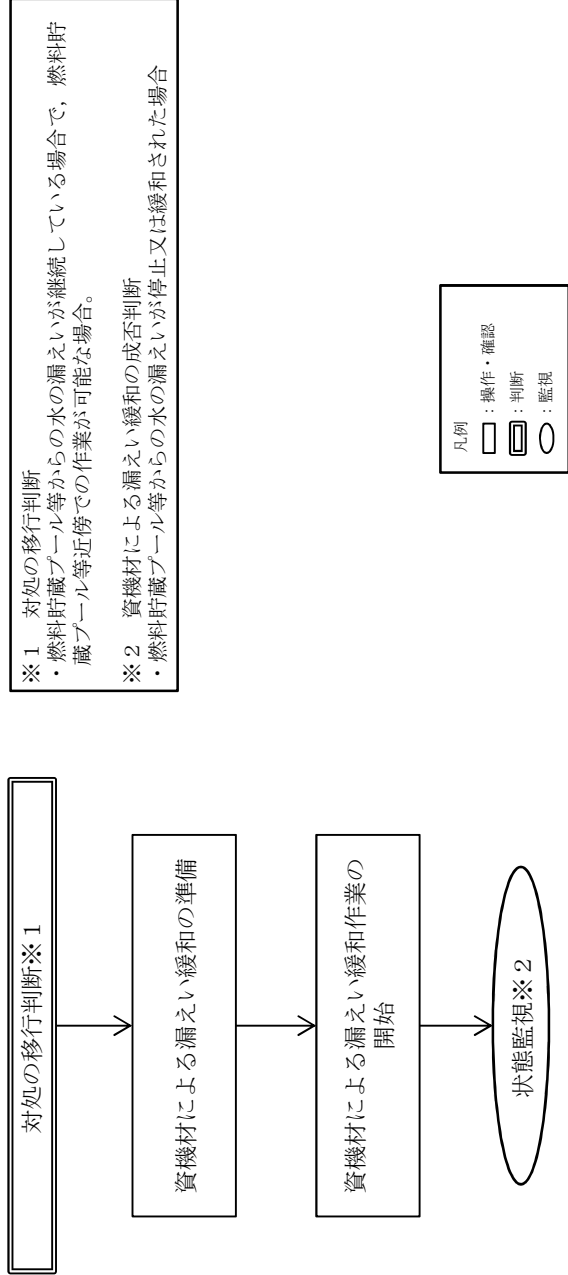 対処の移行判断※1
資機材による漏えい緩和の準備
資機材による漏えい緩和作業の
開始
状態監視※2
※1　対処の移行判断
・燃料貯蔵プール等からの水の漏えいが継続している場合で，燃料貯
蔵プール等近傍での作業が可能な場合。
※2　資機材による漏えい緩和の成否判断
・燃料貯蔵プール等からの水の漏えいが停止又は緩和された場合
凡例
：操作・確認
：判断
：監視